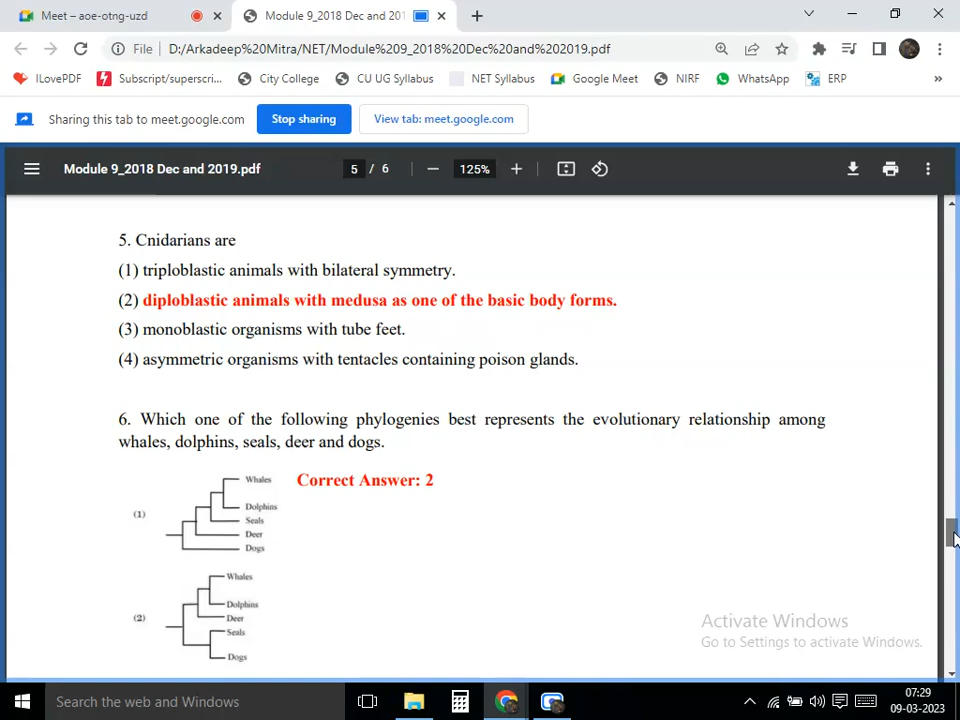 Meet – aoe-otng-uzd
Module 9_2018 Dec and 201
File
D:/Arkadeep%20Mitra/NET/Module%209_2018%20Dec%20and%202019.pdf
ILovePDF
Subscript/superscri...
City College
CU UG Syllabus
NET Syllabus
Google Meet
NIRF
WhatsApp
ERP
»
Sharing this tab to meet.google.com
Stop sharing
View tab: meet.google.com
Module 9_2018 Dec and 2019.pdf
5 / 6
125%
5. Cnidarians are
(1) triploblastic animals with bilateral symmetry.
(2) diploblastic animals with medusa as one of the basic body forms.
(3) monoblastic organisms with tube feet.
(4) asymmetric organisms with tentacles containing poison glands.
6. Which one of the following phylogenies best represents the evolutionary relationship among
whales, dolphins, seals, deer and dogs.
Correct Answer: 2
(1)
Whales
Dolphins
Seals
Deer
Dogs
(2)
Whales
Dolphins
Deer
Seals
Dogs
Activate Windows
Go to Settings to activate Windows.
Search the web and Windows
07:29
09-03-2023